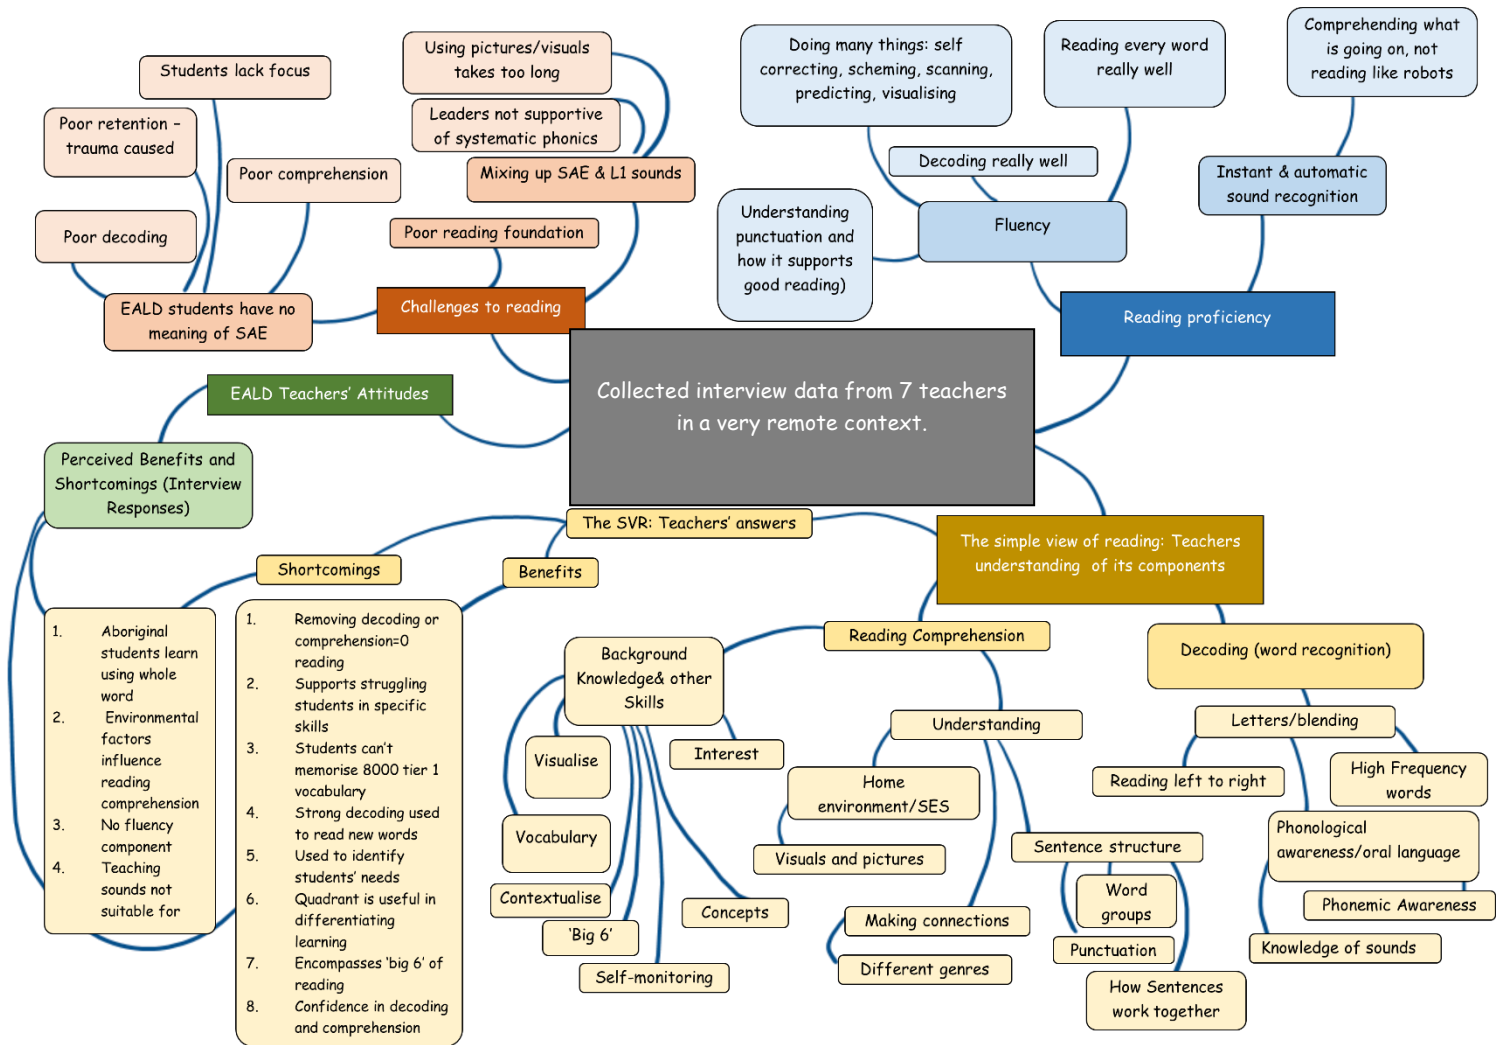 Using pictures/visuals
takes too long
Students lack focus
Leaders not supportive
of systematic phonics
Poor retention –
trauma caused
Poor comprehension
Mixing up SAE & L1 sounds
Poor decoding
Poor reading foundation
EALD students have no
meaning of SAE
Challenges to reading
Doing many things: self
correcting, scheming, scanning,
predicting, visualising
Reading every word
really well
Comprehending what
is going on, not
reading like robots
Decoding really well
Instant & automatic
sound recognition
Understanding
punctuation and
how it supports
good reading)
Fluency
Reading proficiency
Collected interview data from 7 teachers
in a very remote context.
EALD Teachers’ Attitudes
Perceived Benefits and
Shortcomings (Interview
Responses)
The SVR: Teachers’ answers
Shortcomings
Benefits
1. Aboriginal
students learn
using whole
word
2. Environmental
factors
influence
reading
comprehension
3. No fluency
component
4. Teaching
sounds not
suitable for
1. Removing decoding or
comprehension=0
reading
2. Supports struggling
students in specific
skills
3. Students can’t
memorise 8000 tier 1
vocabulary
4. Strong decoding used
to read new words
5. Used to identify
students’ needs
6. Quadrant is useful in
differentiating
learning
7. Encompasses ‘big 6’ of
reading
8. Confidence in decoding
and comprehension
The simple view of reading: Teachers
understanding of its components
Reading Comprehension
Background
Knowledge& other
Skills
Visualise
Interest
Vocabulary
Contextualise
‘Big 6’
Self-monitoring
Concepts
Understanding
Home
environment/SES
Visuals and pictures
Sentence structure
Word
groups
Punctuation
How Sentences
work together
Making connections
Different genres
Decoding (word recognition)
Letters/blending
Reading left to right
High Frequency
words
Phonological
awareness/oral language
Phonemic Awareness
Knowledge of sounds